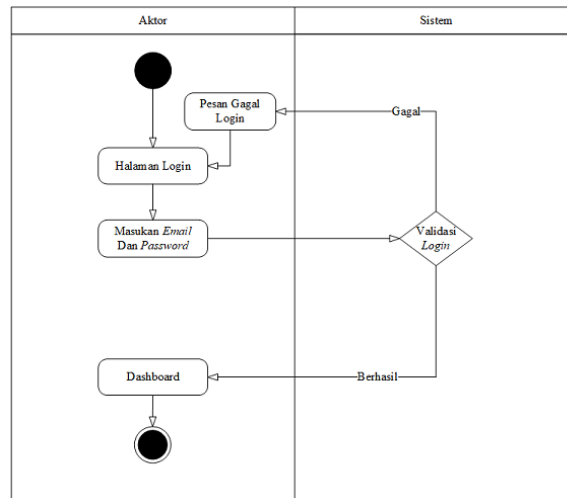 Aktor
Sistem
Pesan Gagal
Login
Gagal
Halaman Login
Masukan Email
Dan Password
Validasi
Login
Dashboard
Berhasil